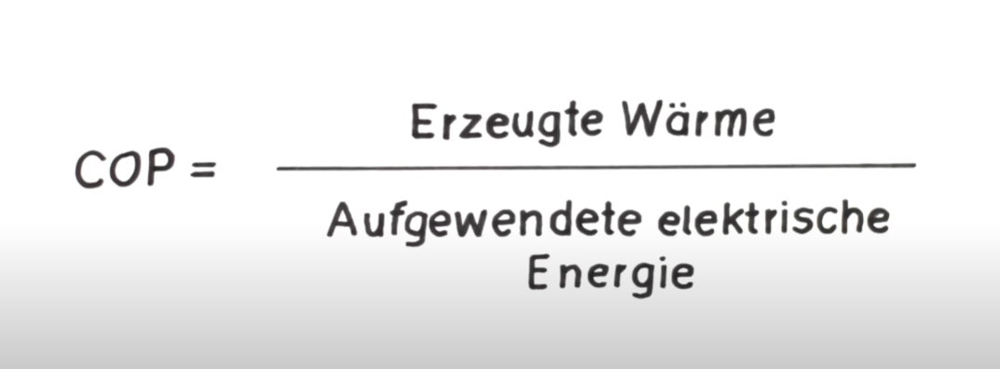 Erzeugte Wärme
COP =
Aufgewendete elektrische
Energie